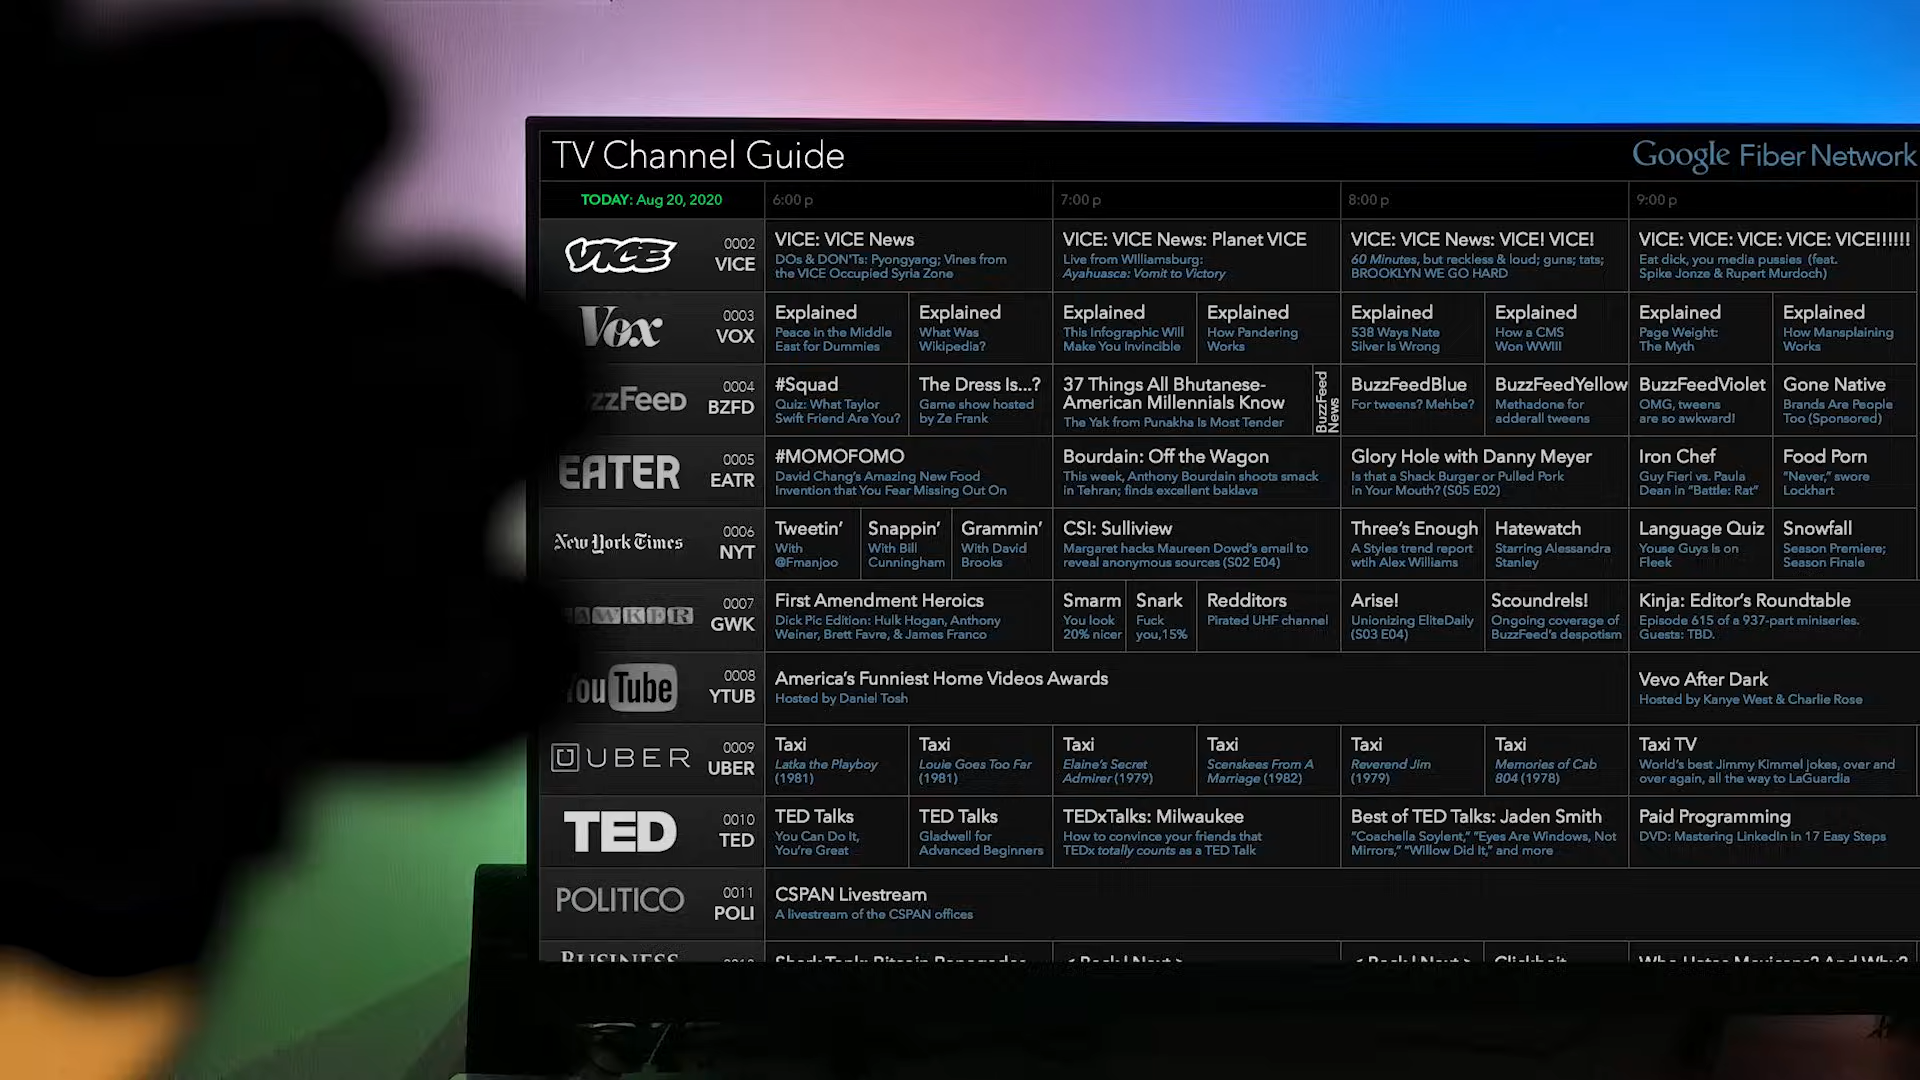 TV Channel Guide
Google Fiber Network
TODAY: Aug 20, 2020
6:00 p
7:00 p
8:00 p
9:00 p
VICE
0002
VICE
VICE: VICE News
DOs & DON'Ts: Pyongyang; Vines from
the VICE Occupied Syria Zone
VICE: VICE News: Planet VICE
Live from Williamsburg:
Ayahuasca: Vomit to Victory
VICE: VICE News: VICE! VICE!
60 Minutes, but reckless & loud; guns; tats;
BROOKLYN WE GO HARD
VICE: VICE: VICE: VICE: VICE!!!!!!
Eat dick, you media pussies (feat.
Spike Jonze & Rupert Murdoch)
Vox
0003
VOX
Explained
Peace in the Middle
East for Dummies
Explained
What Was
Wikipedia?
Explained
This Infographic Will
Make You Invincible
Explained
How Pandering
Works
Explained
538 Ways Nate
Silver Is Wrong
Explained
How a CMS
Won WWIII
Explained
Page Weight:
The Myth
Explained
How Mansplaining
Works
zzFeeD
0004
BZFD
#Squad
Quiz: What Taylor
Swift Friend Are You?
The Dress Is...?
Game show hosted
by Ze Frank
37 Things All Bhutanese-
American Millennials Know
The Yak from Punakha Is Most Tender
BuzzFeed
News
BuzzFeedBlue
For tweens? Mehbe?
BuzzFeedYellow
Methadone for
adderall tweens
BuzzFeedViolet
OMG, tweens
are so awkward!
Gone Native
Brands Are People
Too (Sponsored)
EATER
0005
EATR
#MOMOFOMO
David Chang's Amazing New Food
Invention that You Fear Missing Out On
Bourdain: Off the Wagon
This week, Anthony Bourdain shoots smack
in Tehran; finds excellent baklava
Glory Hole with Danny Meyer
Is that a Shack Burger or Pulled Pork
in Your Mouth? (S05 E02)
Iron Chef
Guy Fieri vs. Paula
Dean in “Battle: Rat”
Food Porn
“Never,” swore
Lockhart
New York Times
0006
NYT
Tweetin’
With
@Fmanjoo
Snappin’
With Bill
Cunningham
Grammin’
With David
Brooks
CSI: Sulliview
Margaret hacks Maureen Dowd’s email to
reveal anonymous sources (S02 E04)
Three’s Enough
A Styles trend report
wtih Alex Williams
Hatewatch
Starring Alessandra
Stanley
Language Quiz
Youse Guys Is on
Fleek
Snowfall
Season Premiere;
Season Finale
AWKER
0007
GWK
First Amendment Heroics
Dick Pic Edition: Hulk Hogan, Anthony
Weiner, Brett Favre, & James Franco
Smarm
You look
20% nicer
Snark
Fuck
you,15%
Redditors
Pirated UHF channel
Arise!
Unionizing EliteDaily
(S03 E04)
Scoundrels!
Ongoing coverage of
BuzzFeed’s despotism
Kinja: Editor’s Roundtable
Episode 615 of a 937-part miniseries.
Guests: TBD.
YouTube
0008
YTUB
America’s Funniest Home Videos Awards
Hosted by Daniel Tosh
Vevo After Dark
Hosted by Kanye West & Charlie Rose
UBER
0009
UBER
Taxi
Latka the Playboy
(1981)
Taxi
Louie Goes Too Far
(1981)
Taxi
Elaine’s Secret
Admirer (1979)
Taxi
Scenskees From A
Marriage (1982)
Taxi
Reverend Jim
(1979)
Taxi
Memories of Cab
804 (1978)
Taxi TV
World’s best Jimmy Kimmel jokes, over and
over again, all the way to LaGuardia
TED
0010
TED
TED Talks
You Can Do It,
You’re Great
TED Talks
Gladwell for
Advanced Beginners
TEDxTalks: Milwaukee
How to convince your friends that
TEDx totally counts as a TED Talk
Best of TED Talks: Jaden Smith
“Coachella Soylent,” “Eyes Are Windows, Not
Mirrors,” “Willow Did It,” and more
Paid Programming
DVD: Mastering LinkedIn in 17 Easy Steps
POLITICO
0011
POLI
CSPAN Livestream
A livestream of the CSPAN offices
BUSINESS
Shark Tank: Bitcoin Renegades
< Back | Next >
< Back | Next >
Clickbait
Who Hates Mexicans? And Why?